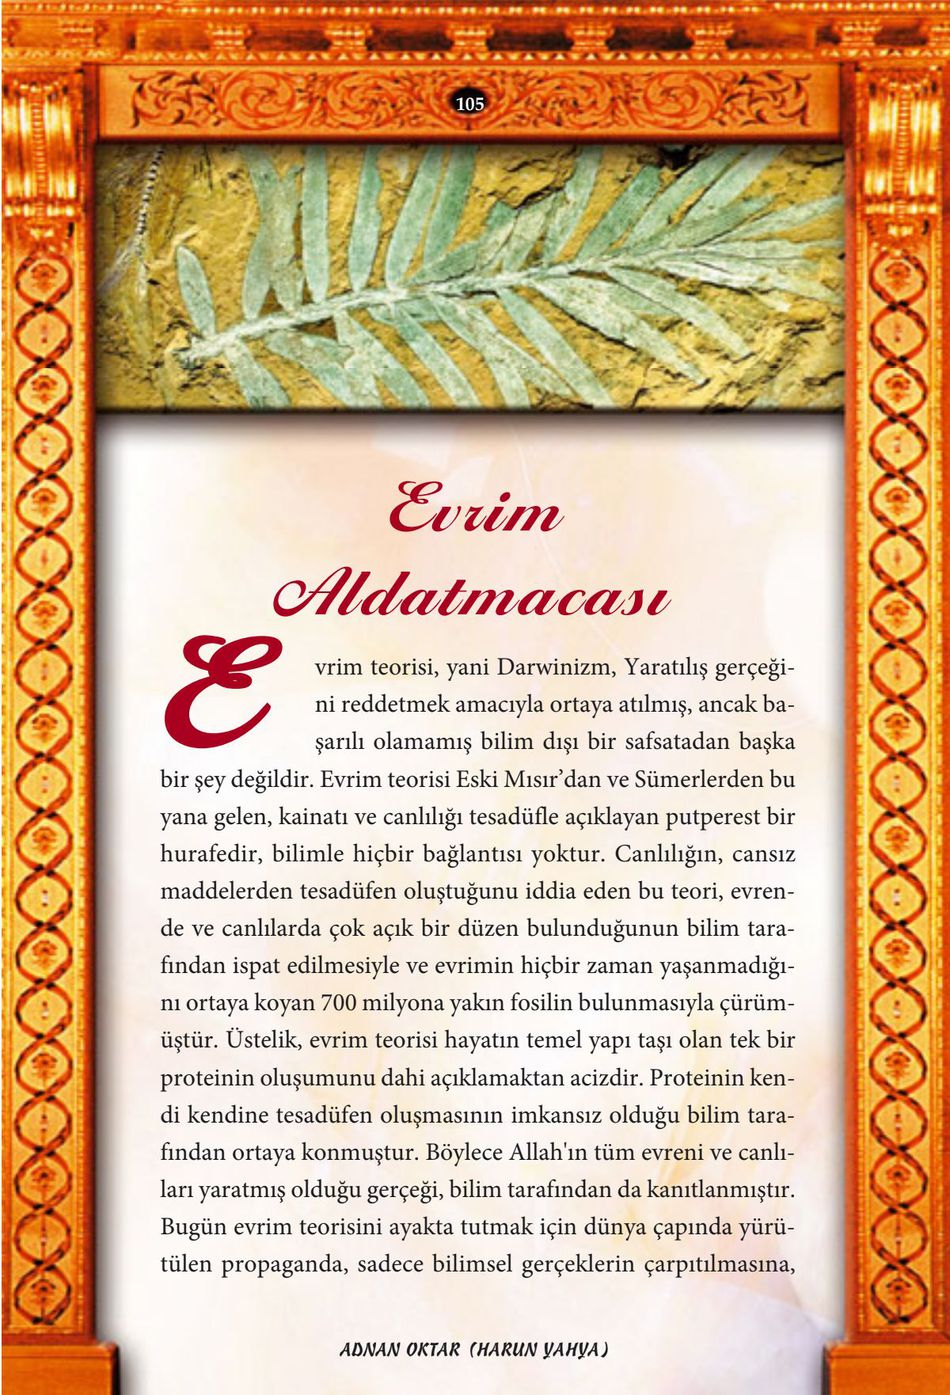 105
Evrim
Aldatmacası
Evrim teorisi, yani Darwinizm, Yaratılış gerçeği-
ni reddetmek amacıyla ortaya atılmış, ancak ba-
şarılı olamamış bilim dışı bir safsatadan başka
bir şey değildir. Evrim teorisi Eski Mısır’dan ve Sümerlerden bu
yana gelen, kainatı ve canlılığı tesadüfle açıklayan putperest bir
hurafedir, bilimle hiçbir bağlantısı yoktur. Canlılığın, cansız
maddelerden tesadüfen oluştuğunu iddia eden bu teori, evren-
de ve canlılarda çok açık bir düzen bulunduğunun bilim tara-
fından ispat edilmesiyle ve evrimin hiçbir zaman yaşanmadığı-
nı ortaya koyan 700 milyona yakın fosilin bulunmasıyla çürüm-
üştür. Üstelik, evrim teorisi hayatın temel yapı taşı olan tek bir
proteinin oluşumunu dahi açıklamaktan acizdir. Proteinin ken-
di kendine tesadüfen oluşmasının imkansız olduğu bilim tara-
fından ortaya konmuştur. Böylece Allah'ın tüm evreni ve canlı-
ları yaratmış olduğu gerçeği, bilim tarafından da kanıtlanmıştır.
Bugün evrim teorisini ayakta tutmak için dünya çapında yürü-
tülen propaganda, sadece bilimsel gerçeklerin çarpıtılmasına,
ADNAN OKTAR (HARUN YAHYA)